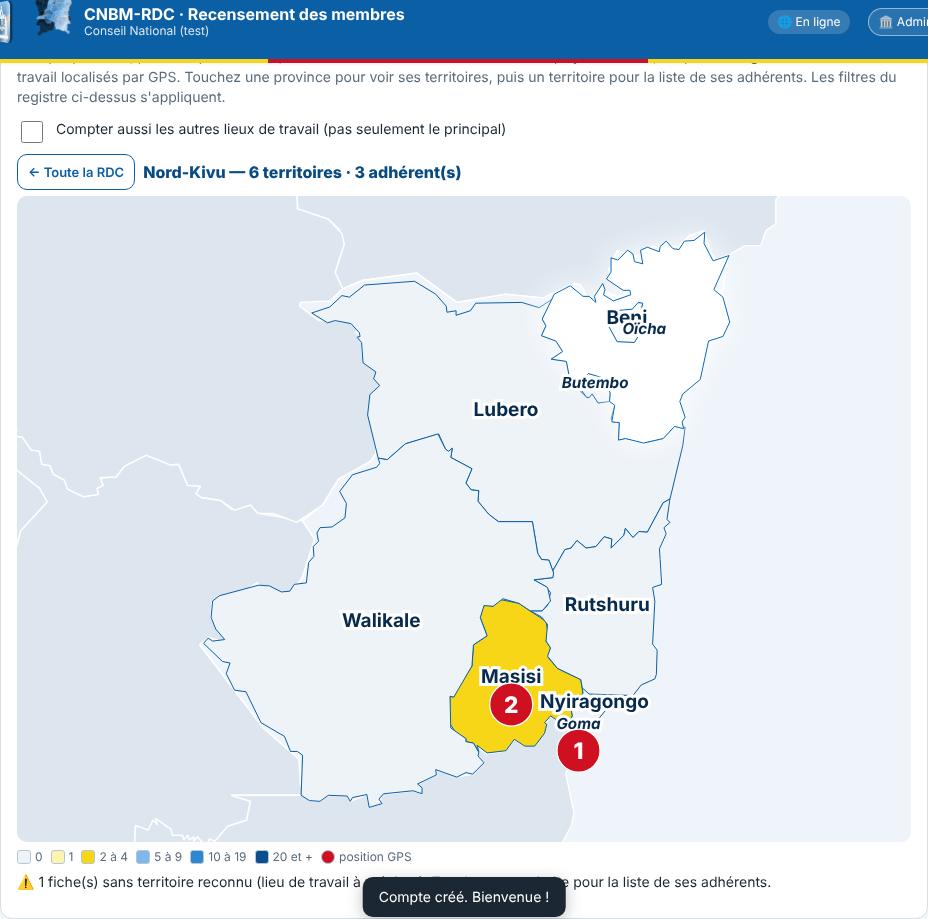 CNBM-RDC · Recensement des membres
Conseil National (test)
🌐 En ligne
🏛️ Admin
travail localisés par GPS. Touchez une province pour voir ses territoires, puis un territoire pour la liste de ses adhérents. Les filtres du
registre ci-dessus s'appliquent.
Compter aussi les autres lieux de travail (pas seulement le principal)
← Toute la RDC
Nord-Kivu — 6 territoires · 3 adhérent(s)
Beni
Oicha
Butembo
Lubero
Rutshuru
Walikale
Masisi
2
Nyiragongo
Goma
1
0 1 2 à 4 5 à 9 10 à 19 20 et + position GPS
⚠️ 1 fiche(s) sans territoire reconnu (lieu de travail à pour la liste de ses adhérents.
Compte créé. Bienvenue !